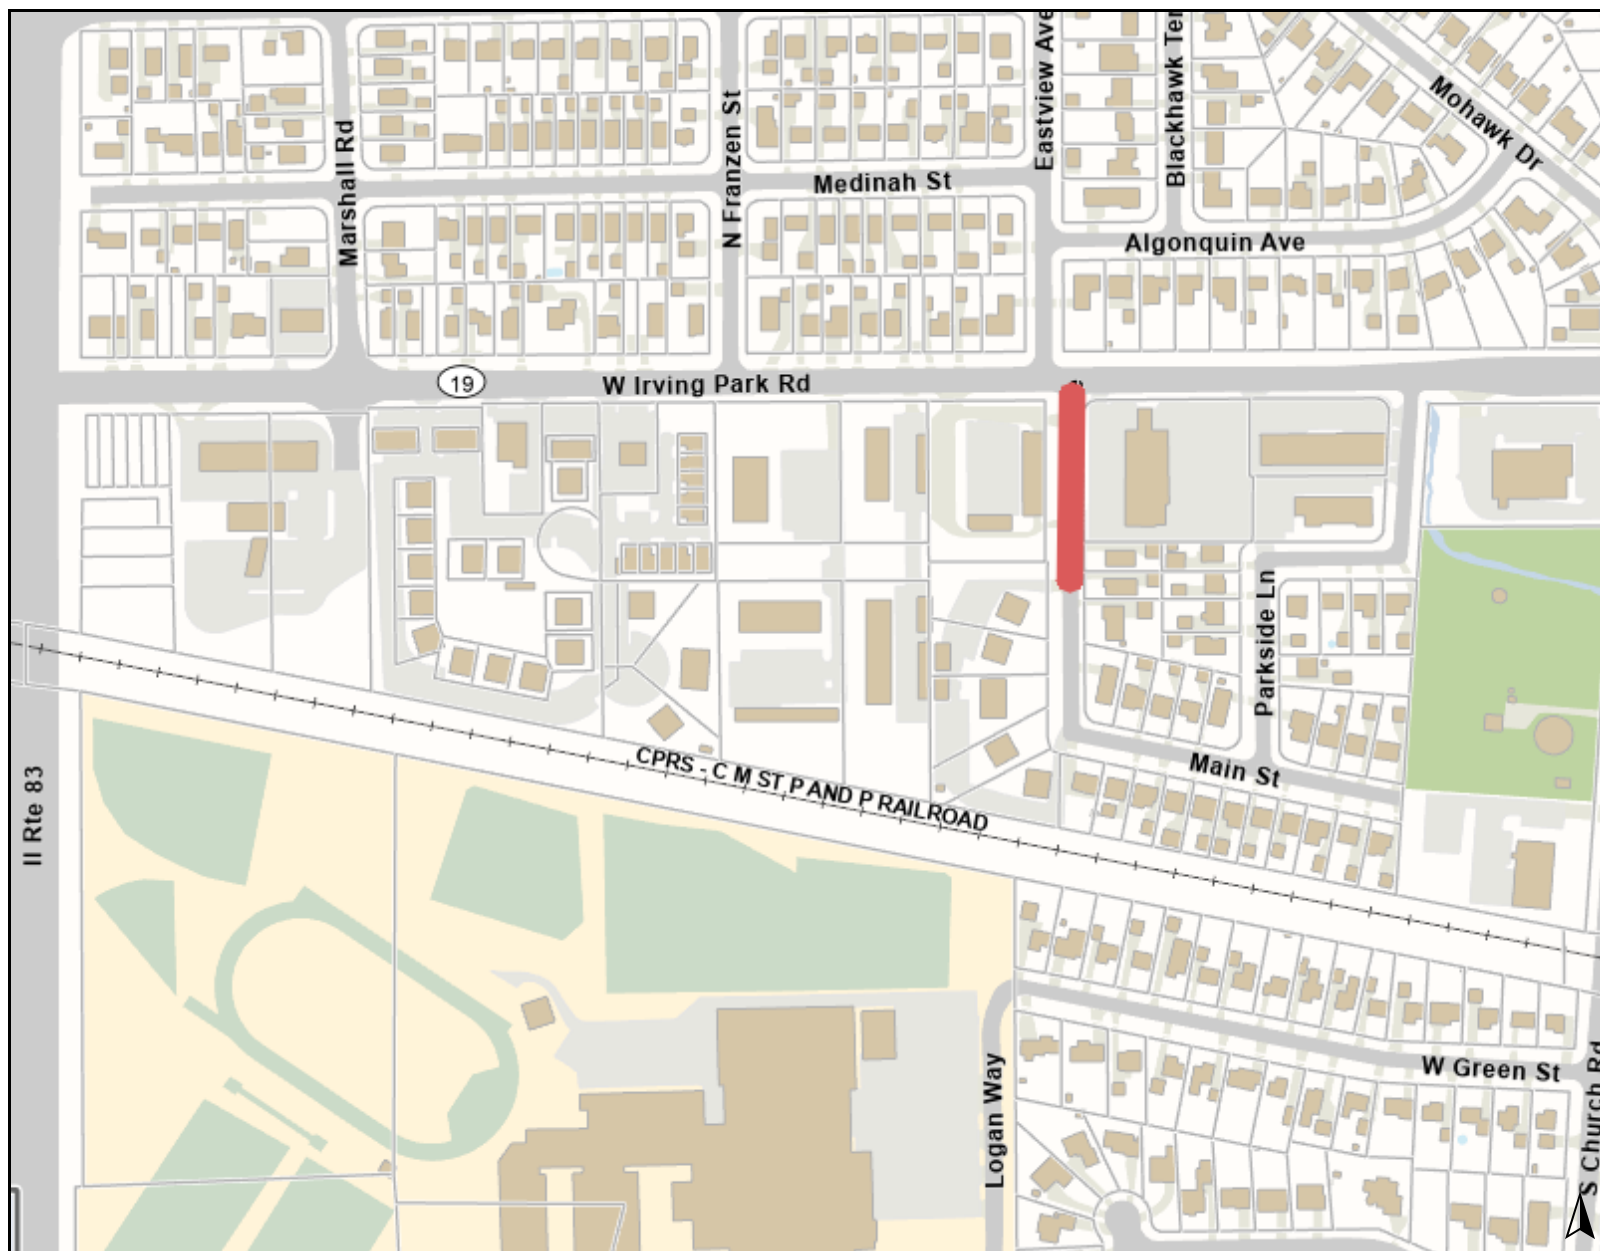 Eastview Ave
Blackhawk Ter
Mohawk Dr
Marshall Rd
N Franzen St
Medinah St
Algonquin Ave
19
W Irving Park Rd
Parkside Ln
Main St
CPRS - C M ST P AND P RAILROAD
Il Rte 83
Logan Way
W Green St
S Church Rd